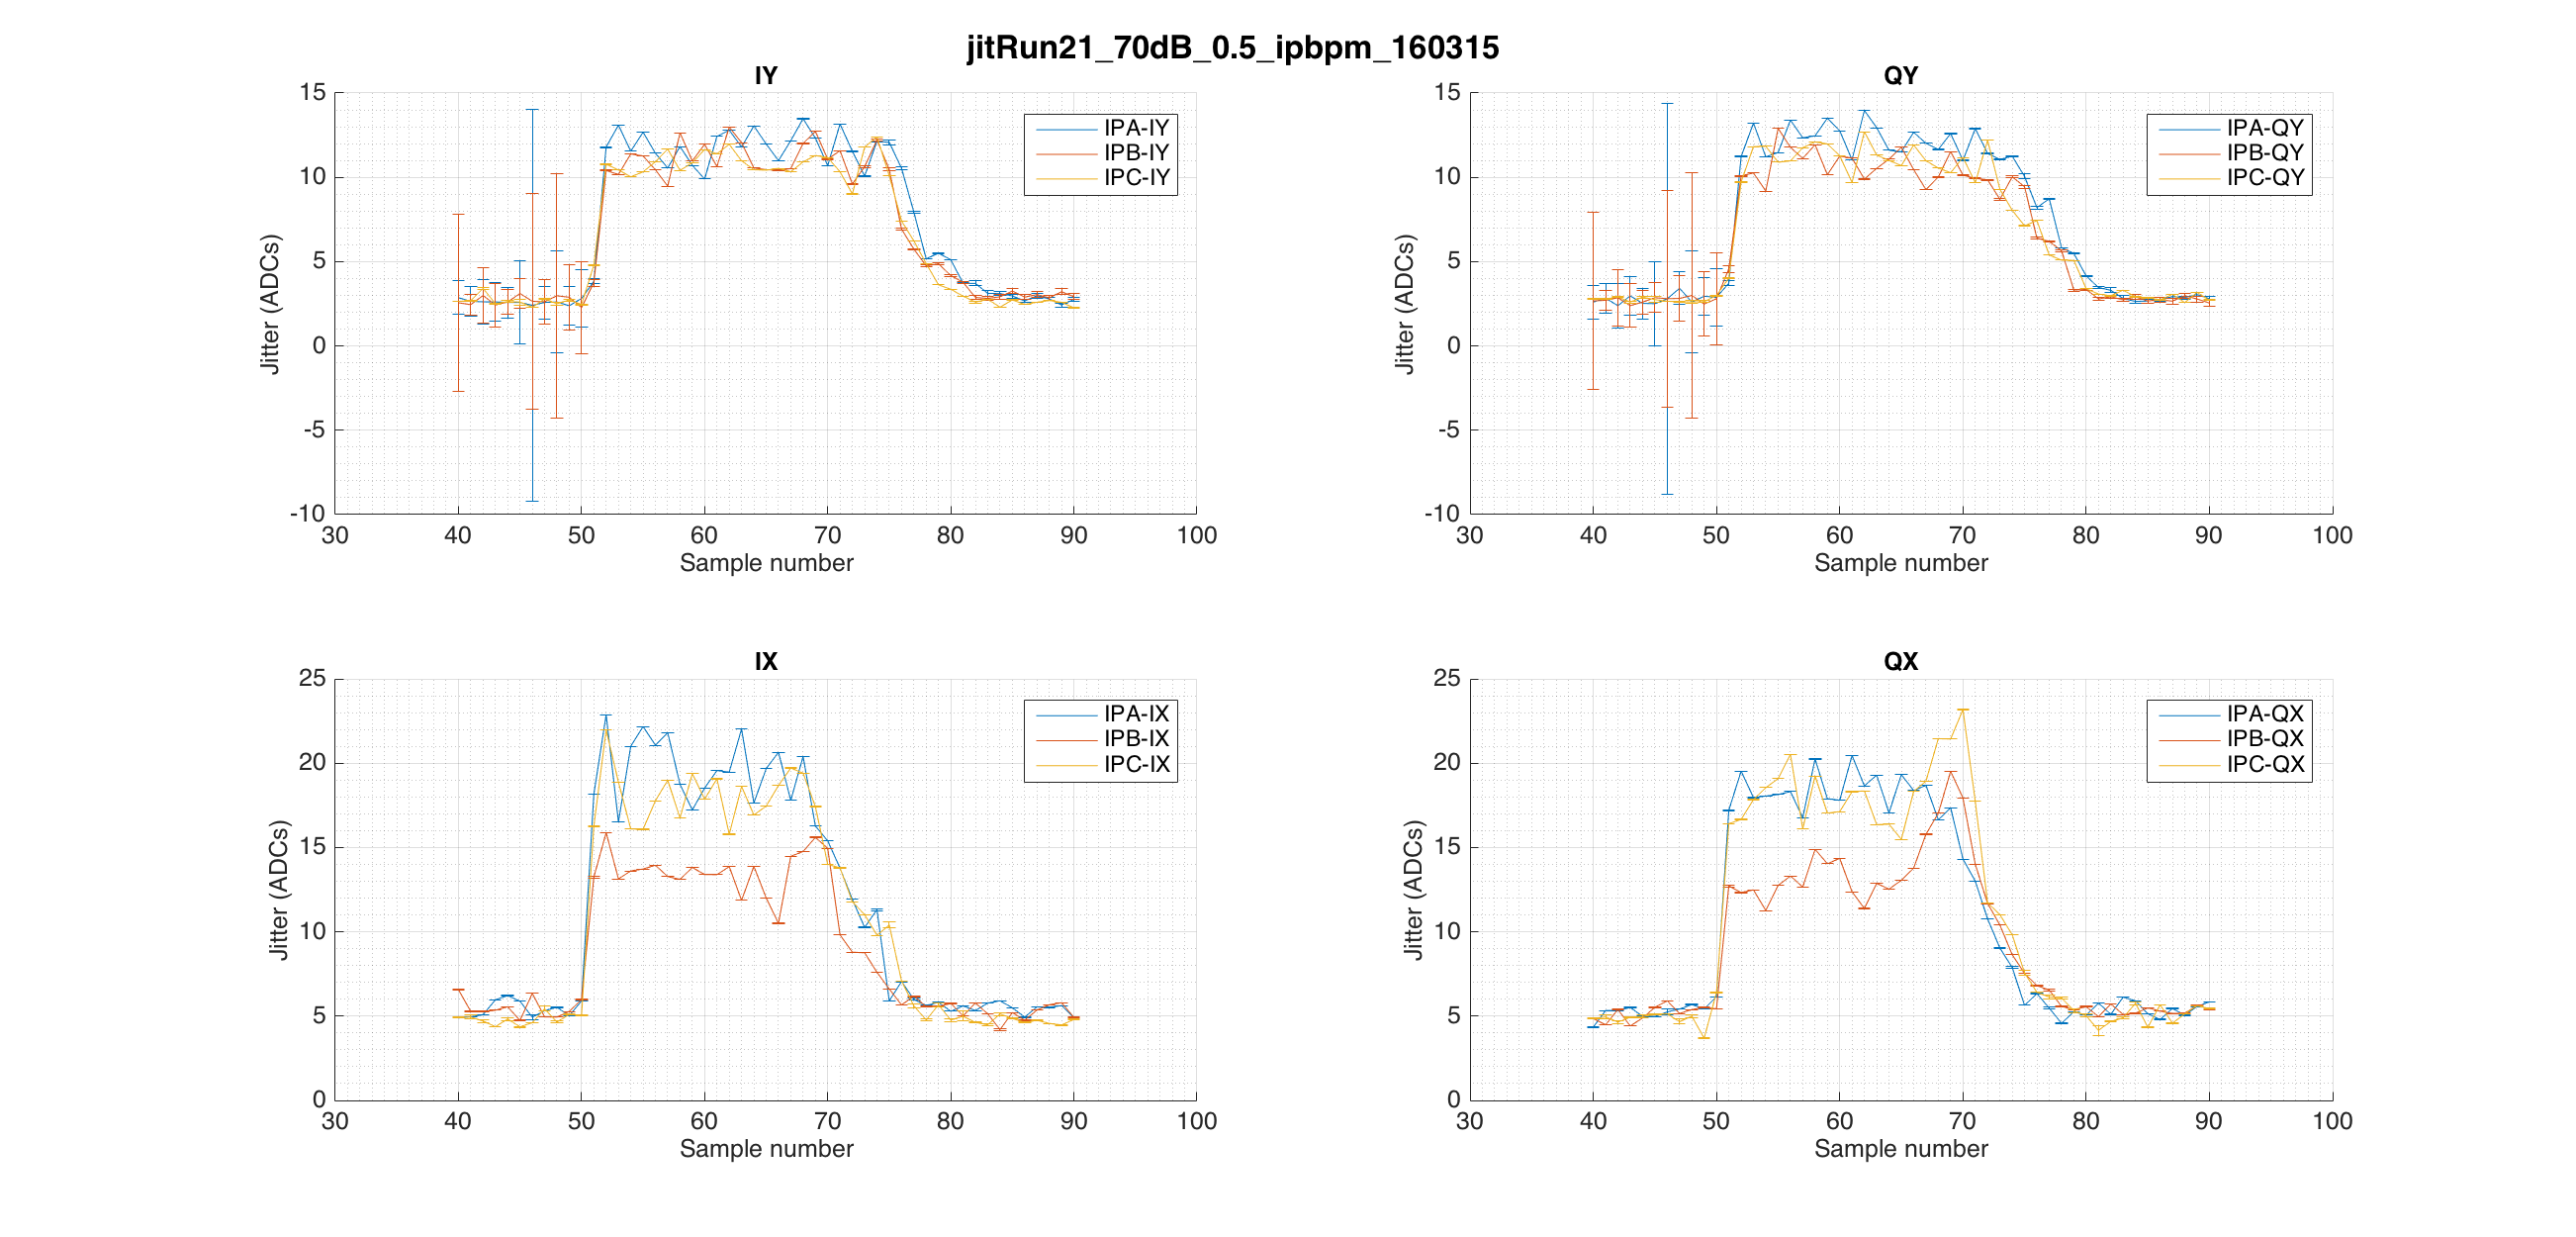 jitRun21_70dB_0.5_ipbpm_160315
IY
15
10
5
0
-5
-10
Jitter (ADCs)
30 40 50 60 70 80 90 100
Sample number
IPA-IY
IPB-IY
IPC-IY
QY
15
10
5
0
-5
-10
Jitter (ADCs)
30 40 50 60 70 80 90 100
Sample number
IPA-QY
IPB-QY
IPC-QY
IX
25
20
15
10
5
0
Jitter (ADCs)
30 40 50 60 70 80 90 100
Sample number
IPA-IX
IPB-IX
IPC-IX
QX
25
20
15
10
5
0
Jitter (ADCs)
30 40 50 60 70 80 90 100
Sample number
IPA-QX
IPB-QX
IPC-QX